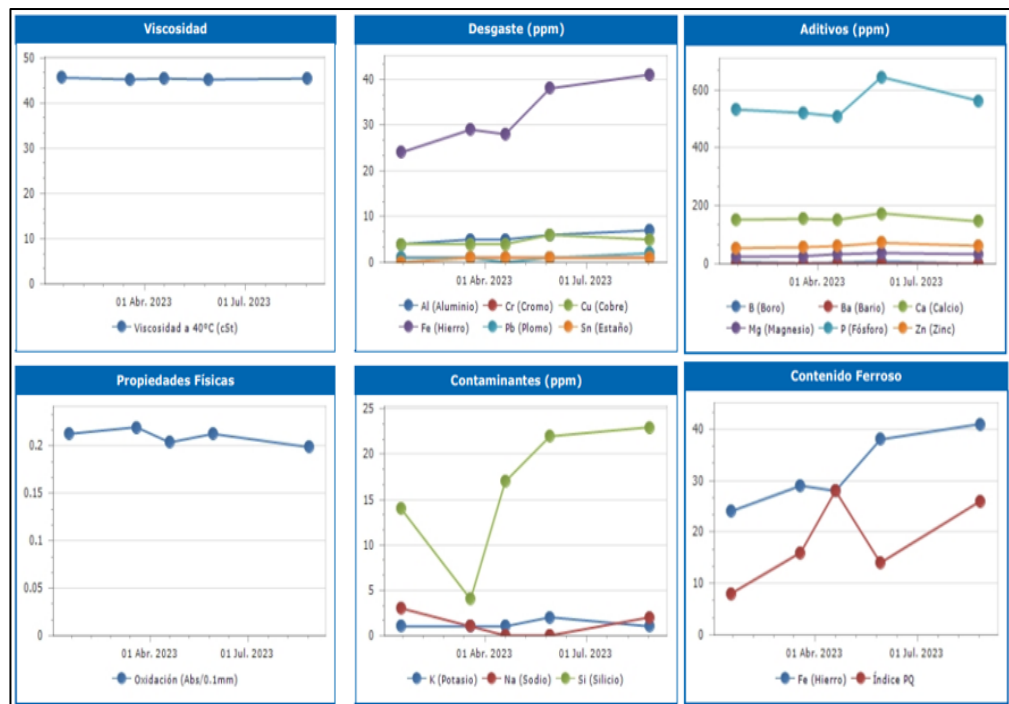 Viscosidad
50
40
30
20
10
0
01 Abr. 2023 01 Jul. 2023
Viscosidad a 40ºC (cSt)
Desgaste (ppm)
40
30
20
10
0
01 Abr. 2023 01 Jul. 2023
Al (Aluminio) Cr (Cromo) Cu (Cobre)
Fe (Hierro) Pb (Plomo) Sn (Estaño)
Aditivos (ppm)
600
400
200
0
01 Abr. 2023 01 Jul. 2023
B (Boro) Ba (Bario) Ca (Calcio)
Mg (Magnesio) P (Fósforo) Zn (Zinc)
Propiedades Físicas
0.2
0.15
0.1
0.05
0
01 Abr. 2023 01 Jul. 2023
Oxidación (Abs/0.1mm)
Contaminantes (ppm)
25
20
15
10
5
0
01 Abr. 2023 01 Jul. 2023
K (Potasio) Na (Sodio) Si (Silicio)
Contenido Ferroso
40
30
20
10
0
01 Abr. 2023 01 Jul. 2023
Fe (Hierro) Índice PQ